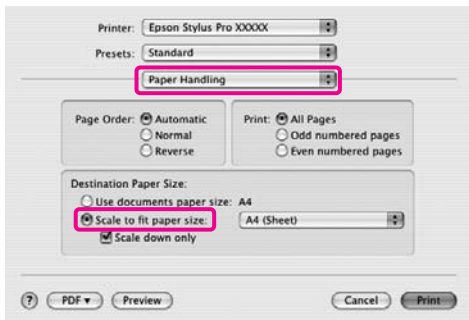 Printer: Epson Stylus Pro XXXXX
Presets: Standard
Paper Handling
Page Order: Automatic
Normal
Reverse
Print: All Pages
Odd numbered pages
Even numbered pages
Destination Paper Size:
Use documents paper size: A4
Scale to fit paper size: A4 (Sheet)
Scale down only
? PDF ▾ Preview Cancel Print